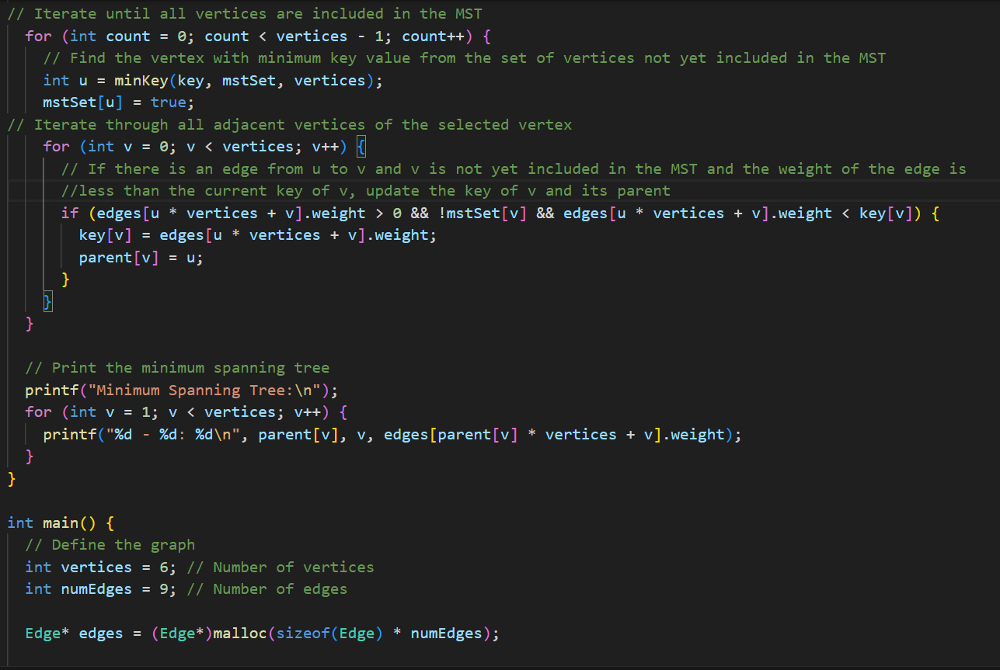 // Iterate until all vertices are included in the MST
for (int count = 0; count < vertices - 1; count++) {
// Find the vertex with minimum key value from the set of vertices not yet included in the MST
int u = minKey(key, mstSet, vertices);
mstSet[u] = true;
// Iterate through all adjacent vertices of the selected vertex
for (int v = 0; v < vertices; v++) {
// If there is an edge from u to v and v is not yet included in the MST and the weight of the edge is
//less than the current key of v, update the key of v and its parent
if (edges[u * vertices + v].weight > 0 && !mstSet[v] && edges[u * vertices + v].weight < key[v]) {
key[v] = edges[u * vertices + v].weight;
parent[v] = u;
}
}
}
// Print the minimum spanning tree
printf("Minimum Spanning Tree:\n");
for (int v = 1; v < vertices; v++) {
printf("%d - %d: %d\n", parent[v], v, edges[parent[v] * vertices + v].weight);
}
}
int main() {
// Define the graph
int vertices = 6; // Number of vertices
int numEdges = 9; // Number of edges
Edge* edges = (Edge*)malloc(sizeof(Edge) * numEdges);